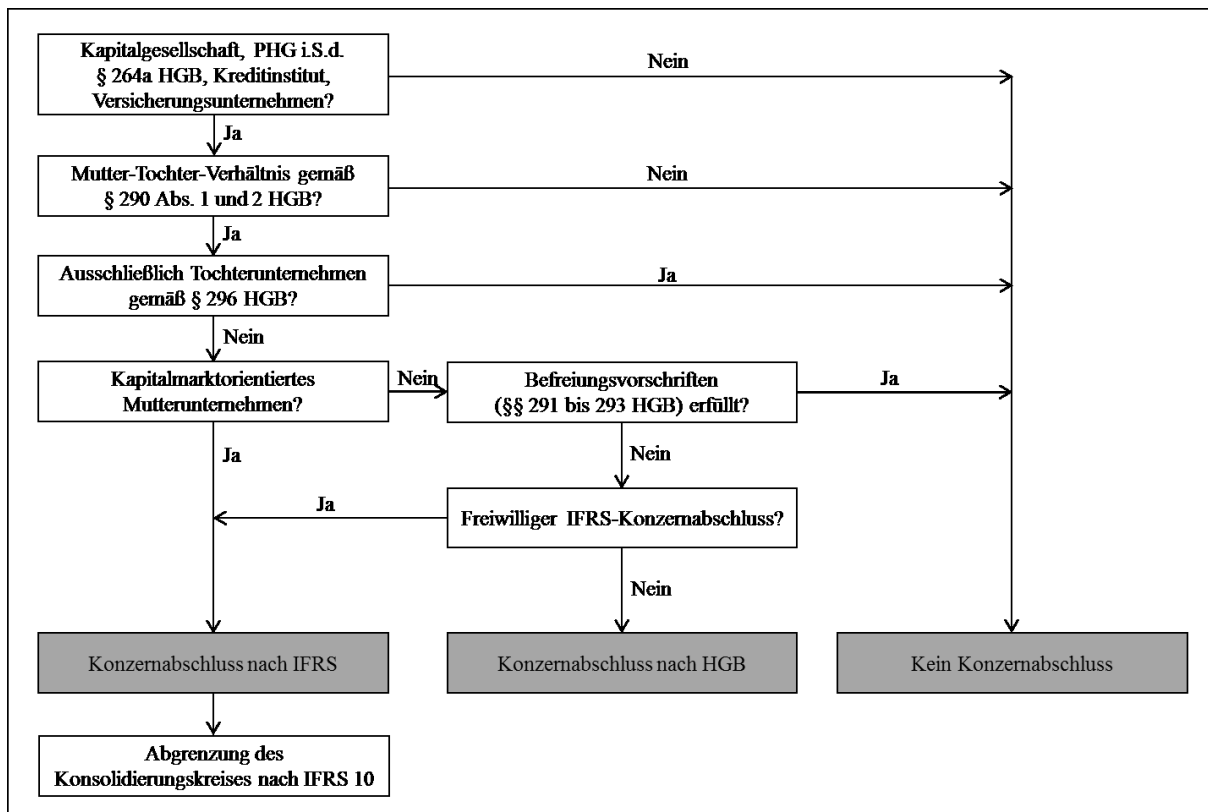 Kapitalgesellschaft, PHG i.S.d.
§ 264a HGB, Kreditinstitut,
Versicherungsunternehmen?
Nein
Ja
Mutter-Tochter-Verhältnis gemäß
§ 290 Abs. 1 und 2 HGB?
Nein
Ja
Ausschließlich Tochterunternehmen
gemäß § 296 HGB?
Ja
Nein
Kapitalmarktorientiertes
Mutterunternehmen?
Nein
Befreiungsvorschriften
(§§ 291 bis 293 HGB) erfüllt?
Ja
Ja
Nein
Ja
Freiwilliger IFRS-Konzernabschluss?
Nein
Konzernabschluss nach IFRS
Konzernabschluss nach HGB
Kein Konzernabschluss
Abgrenzung des
Konsolidierungskreises nach IFRS 10